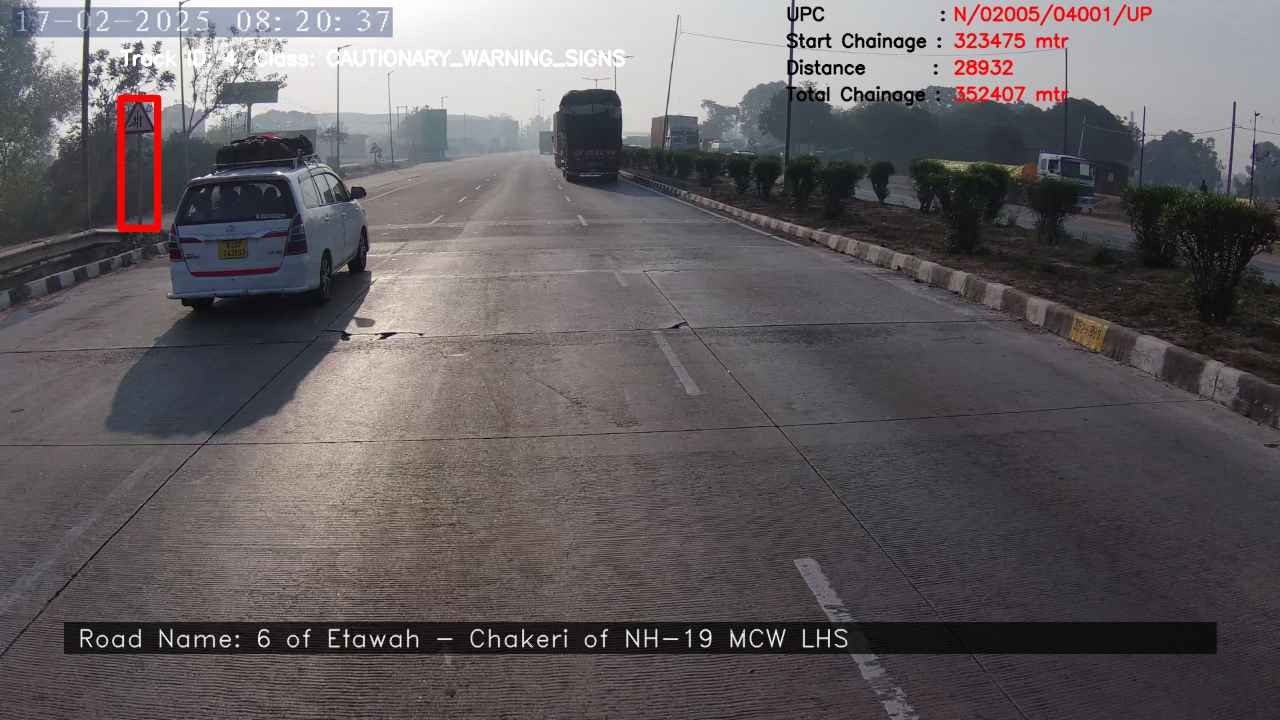 17-02-2025 08:20:37
Track ID: 4, Class: CAUTIONARY_WARNING_SIGNS
UPC : N/02005/04001/UP
Start Chainage : 323475 mtr
Distance : 28932
Total Chainage : 352407 mtr
Road Name: 6 of Etawah - Chakeri of NH-19 MCW LHS